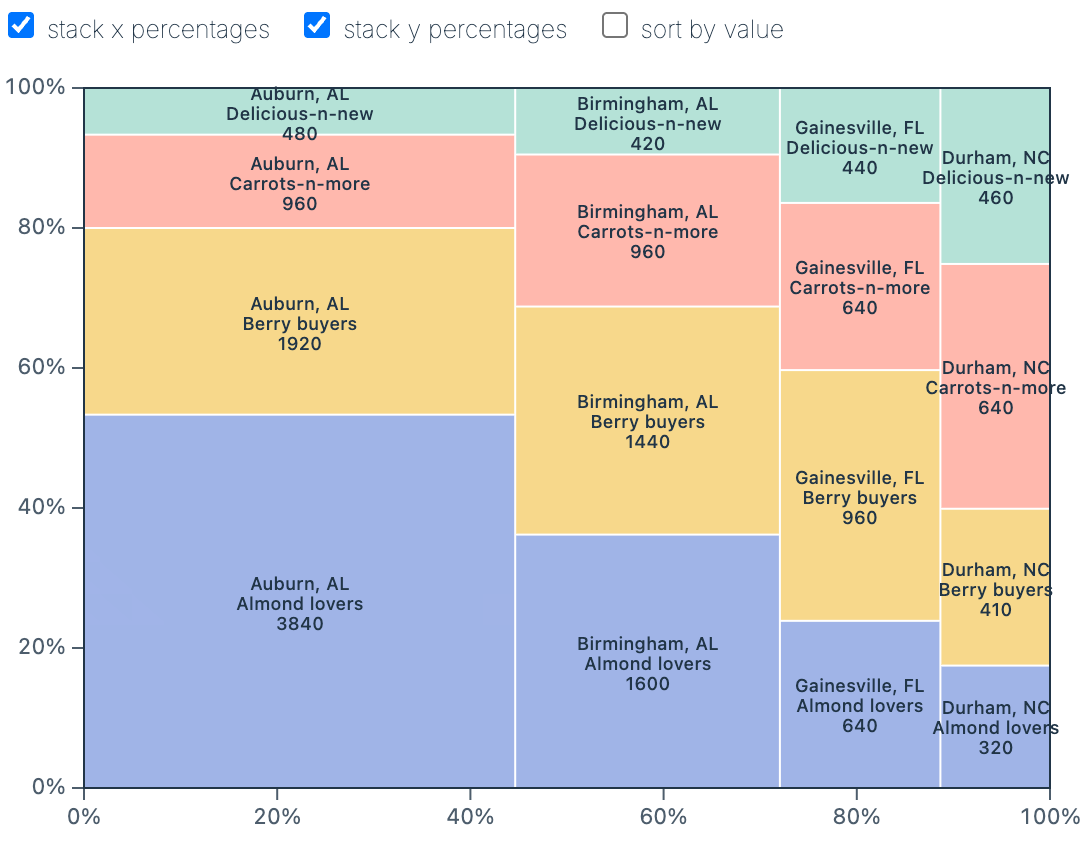 stack x percentages
stack y percentages
sort by value
100%
80%
60%
40%
20%
0%
Auburn, AL
Delicious-n-new
480
Auburn, AL
Carrots-n-more
960
Auburn, AL
Berry buyers
1920
Auburn, AL
Almond lovers
3840
Birmingham, AL
Delicious-n-new
420
Birmingham, AL
Carrots-n-more
960
Birmingham, AL
Berry buyers
1440
Birmingham, AL
Almond lovers
1600
Gainesville, FL
Delicious-n-new
440
Gainesville, FL
Carrots-n-more
640
Gainesville, FL
Berry buyers
960
Gainesville, FL
Almond lovers
640
Durham, NC
Delicious-n-new
460
Durham, NC
Carrots-n-more
640
Durham, NC
Berry buyers
410
Durham, NC
Almond lovers
320
0%
20%
40%
60%
80%
100%